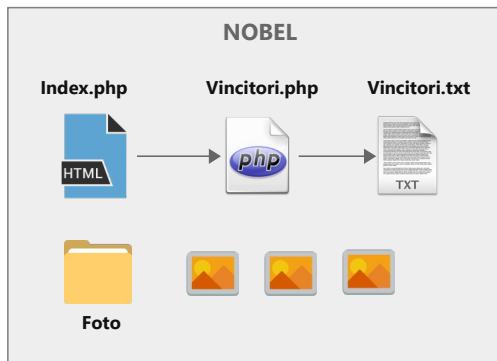 NOBEL
Index.php Vincitori.php Vincitori.txt
HTML php TXT
Foto